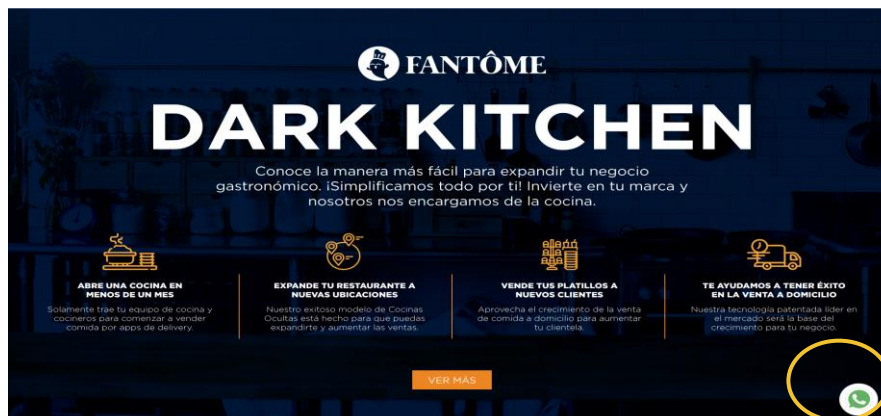 FANTÔME
DARK KITCHEN
Conoce la manera más fácil para expandir tu negocio
gastronómico. ¡Simplificamos todo por ti! Invierte en tu marca y
nosotros nos encargamos de la cocina.
ABRE UNA COCINA EN
MENOS DE UN MES
Solamente trae tu equipo de cocina y
cocineros para comenzar a vender
comida por apps de delivery.
EXPANDE TU RESTAURANTE A
NUEVAS UBICACIONES
Nuestro exitoso modelo de Cocinas
Ocultas está hecho para que puedas
expandirte y aumentar las ventas.
VENDE TUS PLATILLOS A
NUEVOS CLIENTES
Aprovecha el crecimiento de la venta
de comida a domicilio para aumentar
tu clientela.
TE AYUDAMOS A TENER ÉXITO
EN LA VENTA A DOMICILIO
Nuestra tecnología patentada líder en
el mercado será la base del
crecimiento para tu negocio.
VER MÁS